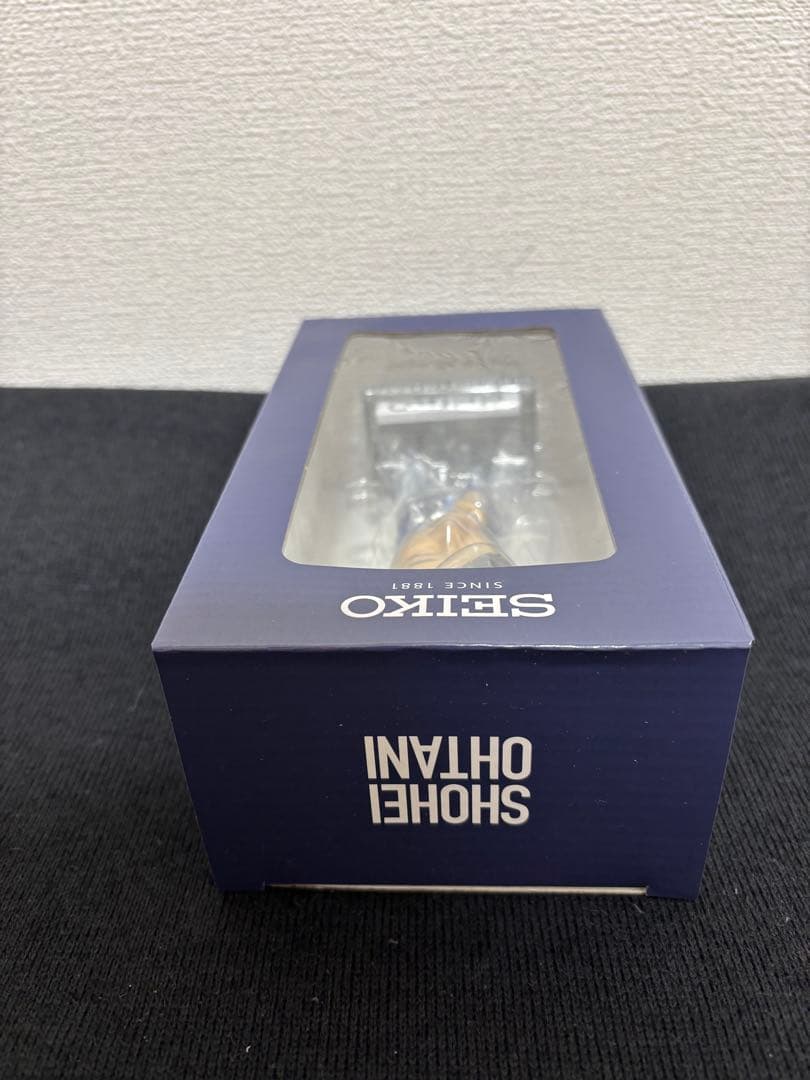 SEIKO
SINCE 1881
SHOHEI
OHTANI